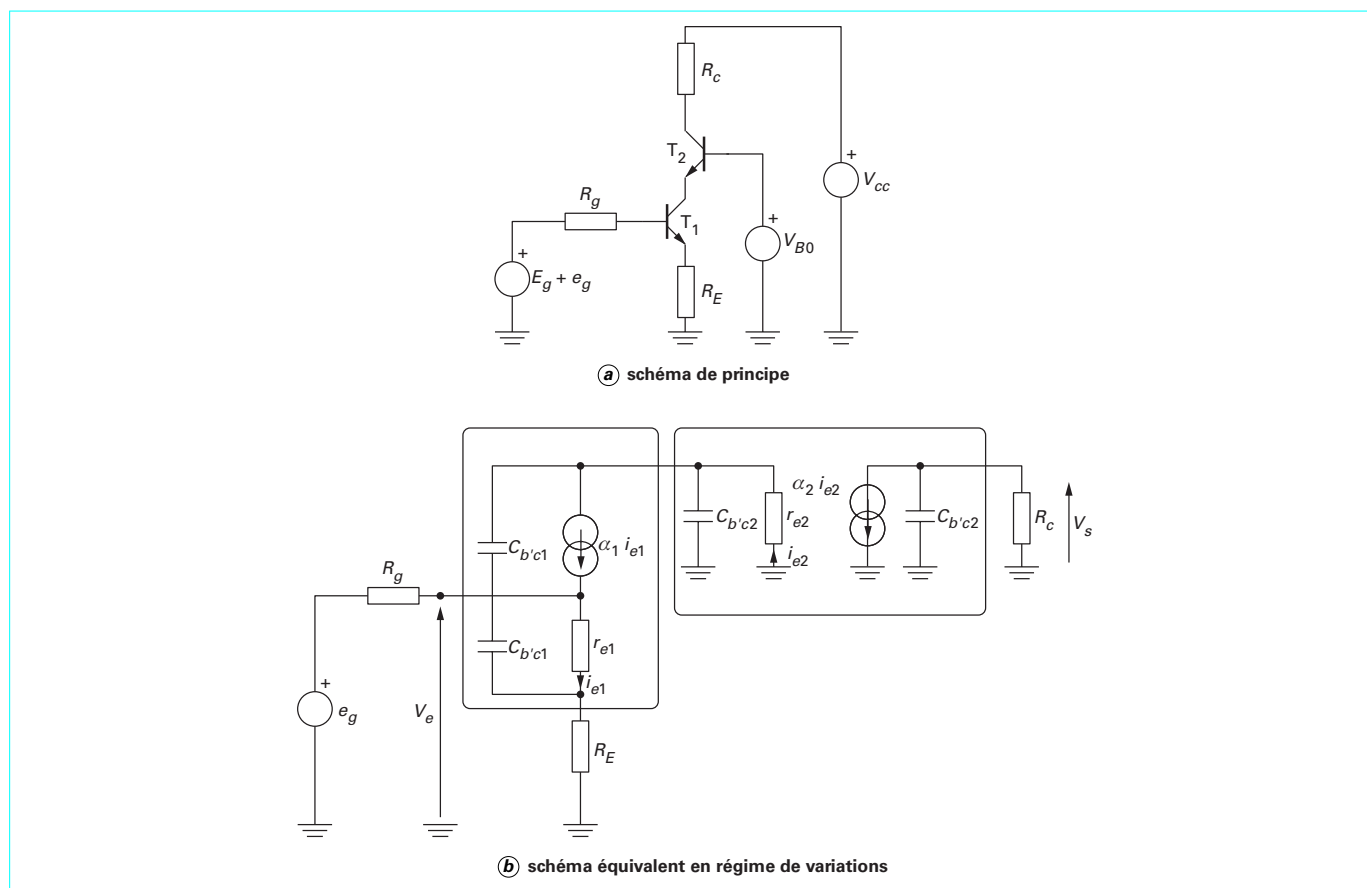 R_c
T_2
+
V_cc
R_g
T_1
+
V_B0
+
E_g + e_g
R_E
a schéma de principe
α_2 i_e2
C_b'c2
r_e2
C_b'c2
R_c
V_s
C_b'c1
α_1 i_e1
i_e2
R_g
C_b'c1
r_e1
i_e1
+
e_g
V_e
R_E
b schéma équivalent en régime de variations